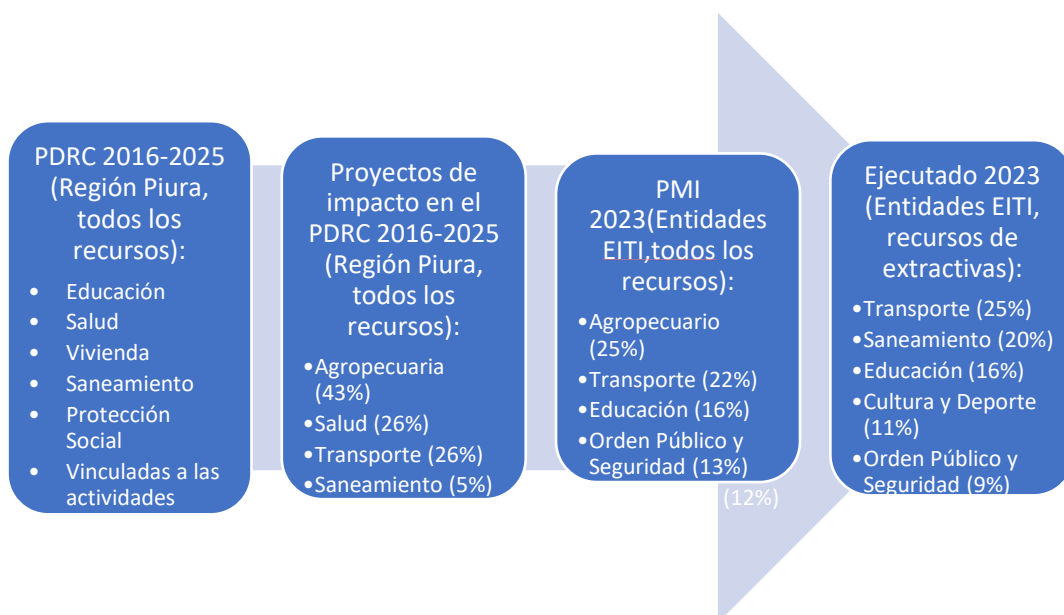 PDRC 2016-2025
(Región Piura,
todos los
recursos):
• Educación
• Salud
• Vivienda
• Saneamiento
• Protección
Social
• Vinculadas a las
actividades
Proyectos de
impacto en el
PDRC 2016-2025
(Región Piura,
todos los
recursos):
•Agropecuaria
(43%)
•Salud (26%)
•Transporte (26%)
•Saneamiento (5%)
PMI
2023(Entidades
EITI,todos los
recursos):
•Agropecuario
(25%)
•Transporte (22%)
•Educación (16%)
•Orden Público y
Seguridad (13%)
(12%)
Ejecutado 2023
(Entidades EITI,
recursos de
extractivas):
•Transporte (25%)
•Saneamiento (20%)
•Educación (16%)
•Cultura y Deporte
(11%)
•Orden Público y
Seguridad (9%)